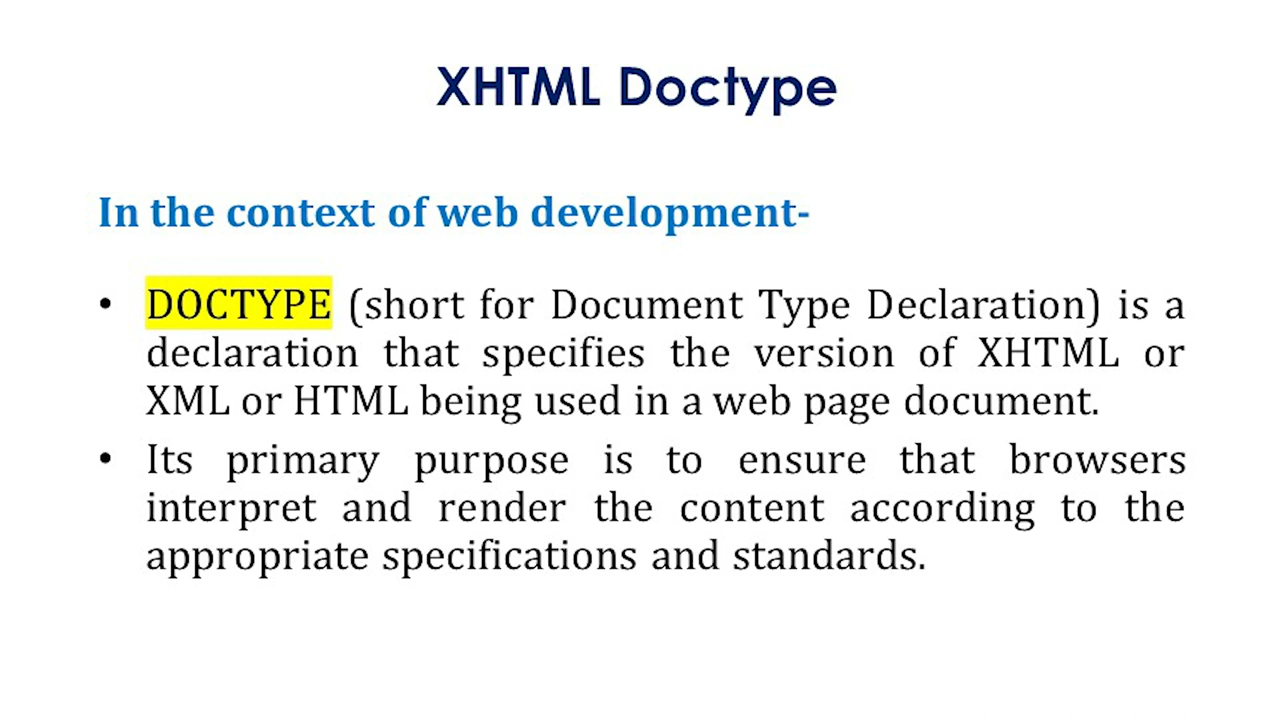 XHTML Doctype
In the context of web development-
• DOCTYPE (short for Document Type Declaration) is a
declaration that specifies the version of XHTML or
XML or HTML being used in a web page document.
• Its primary purpose is to ensure that browsers
interpret and render the content according to the
appropriate specifications and standards.